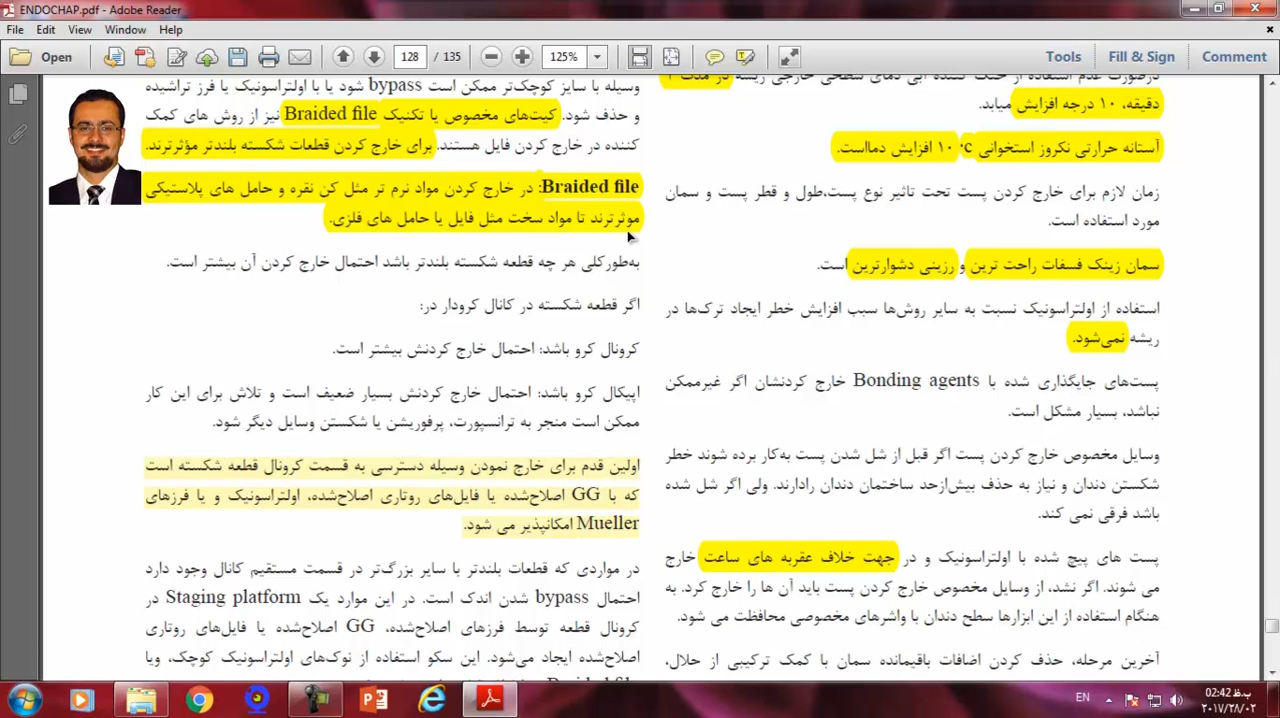 ENDOCHAP.pdf - Adobe Reader
File Edit View Window Help
Open 128 / 135 125% Tools Fill & Sign Comment
دقیقه، ۱۰ درجه افزایش میابد.
آستانه حرارتی نکروز استخوانی ۱۰ °c افزایش دمااست.
زمان لازم برای خارج کردن پست تحت تاثیر نوع پست،طول و قطر پست و سمان
مورد استفاده است.
سمان زینک فسفات راحت ترین و رزینی دشوارترین است.
استفاده از اولتراسونیک نسبت به سایر روش‌ها سبب افزایش خطر ایجاد ترک‌ها در
ریشه نمی‌شود.
پست‌های جایگذاری شده با Bonding agents خارج کردنشان اگر غیرممکن
نباشد، بسیار مشکل است.
وسایل مخصوص خارج کردن پست اگر قبل از شل شدن پست به‌کار برده شوند خطر
شکستن دندان و نیاز به حذف بیش‌ازحد ساختمان دندان رادارند. ولی اگر شل شده
باشد فرقی نمی کند.
پست های پیچ شده با اولتراسونیک و در جهت خلاف عقربه های ساعت خارج
می شوند. اگر نشد، از وسایل مخصوص خارج کردن پست باید آن ها را خارج کرد. به
هنگام استفاده از این ابزارها سطح دندان با واشرهای مخصوصی محافظت می شود.
آخرین مرحله، حذف کردن اضافات باقیمانده سمان با کمک ترکیبی از حلال،
وسیله با سایز کوچک‌تر ممکن است bypass شود یا با اولتراسونیک یا فرز تراشیده
و حذف شود. کیت‌های مخصوص یا تکنیک Braided file نیز از روش های کمک
کننده در خارج کردن فایل هستند. برای خارج کردن قطعات شکسته بلندتر مؤثرترند.
Braided file: در خارج کردن مواد نرم تر مثل کن نقره و حامل های پلاستیکی
موثرترند تا مواد سخت مثل فایل یا حامل های فلزی.
به‌طورکلی هر چه قطعه شکسته بلندتر باشد احتمال خارج کردن آن بیشتر است.
اگر قطعه شکسته در کانال کرودار در:
کرونال کرو باشد: احتمال خارج کردنش بیشتر است.
اپیکال کرو باشد: احتمال خارج کردنش بسیار ضعیف است و تلاش برای این کار
ممکن است منجر به ترانسپورت، پرفوریشن یا شکستن وسایل دیگر شود.
اولین قدم برای خارج نمودن وسیله دسترسی به قسمت کرونال قطعه شکسته است
که با GG اصلاح‌شده یا فایل‌های روتاری اصلاح‌شده، اولتراسونیک و یا فرزهای
Mueller امکانپذیر می شود.
در مواردی که قطعات بلندتر با سایر بزرگ‌تر در قسمت مستقیم کانال وجود دارد
احتمال bypass شدن اندک است. در این موارد یک Staging platform در
کرونال قطعه توسط فرزهای اصلاح‌شده، GG اصلاح‌شده یا فایل‌های روتاری
اصلاح‌شده ایجاد می‌شود. این سکو استفاده از نوک‌های اولتراسونیک کوچک، ویا
EN
02:42 ب.ظ
۲۰۱۷/۲۸/۰۲